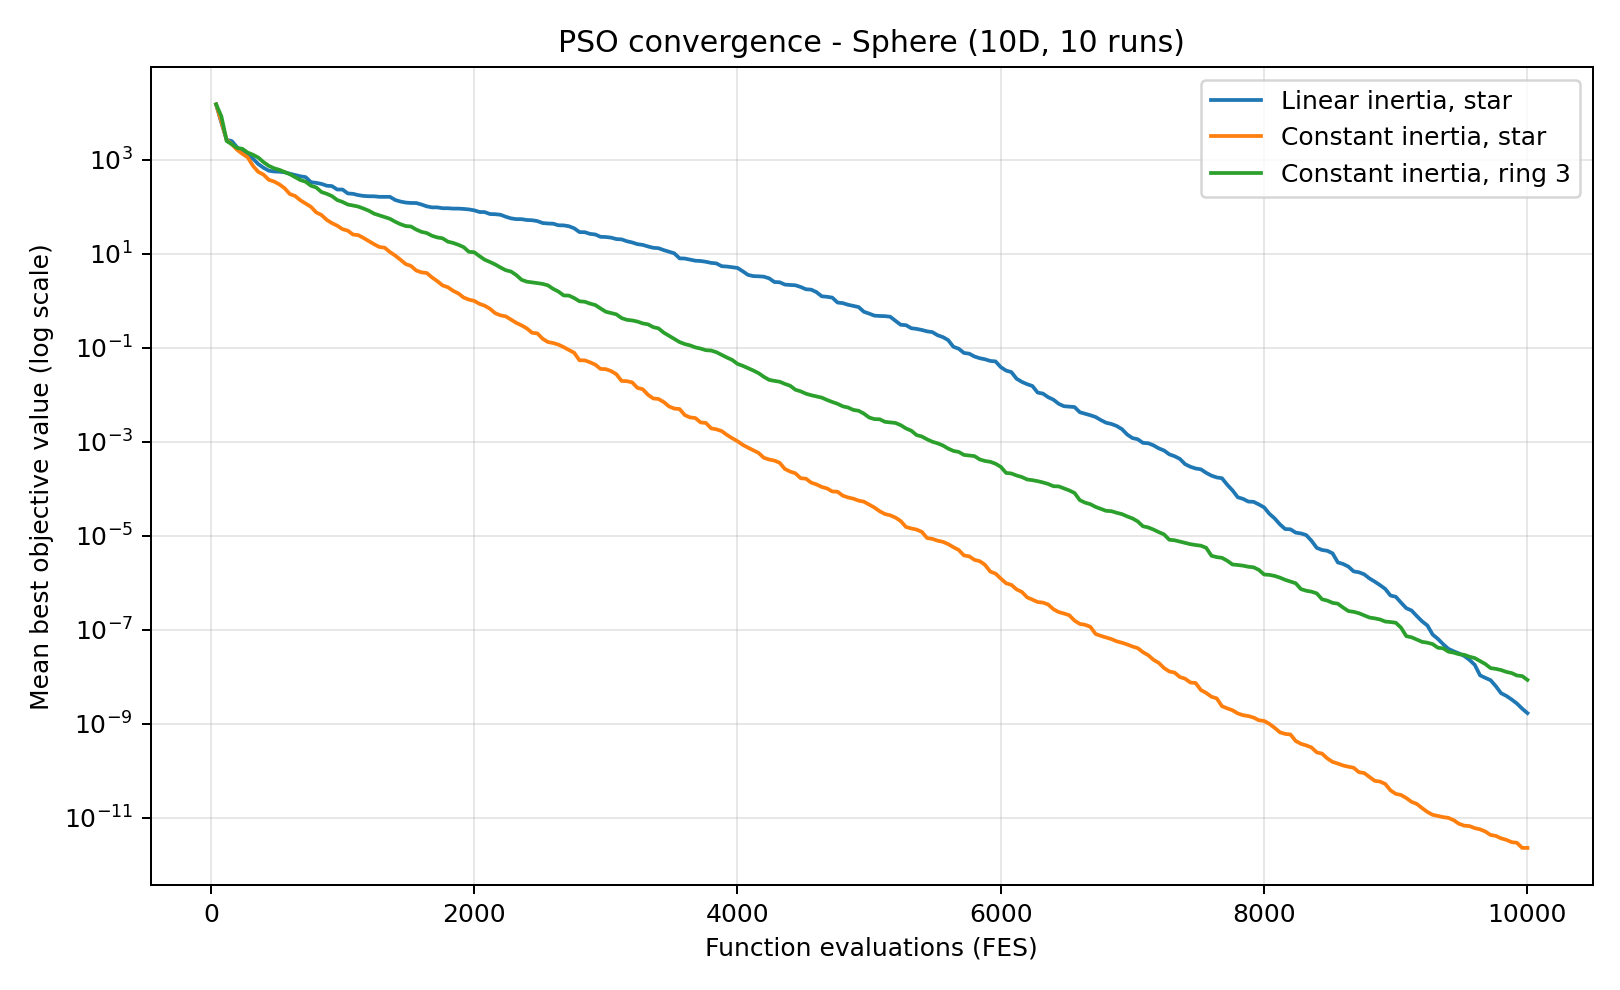 PSO convergence - Sphere (10D, 10 runs)
Linear inertia, star
Constant inertia, star
Constant inertia, ring 3
Mean best objective value (log scale)
10³
10¹
10⁻¹
10⁻³
10⁻⁵
10⁻⁷
10⁻⁹
10⁻¹¹
0 2000 4000 6000 8000 10000
Function evaluations (FES)